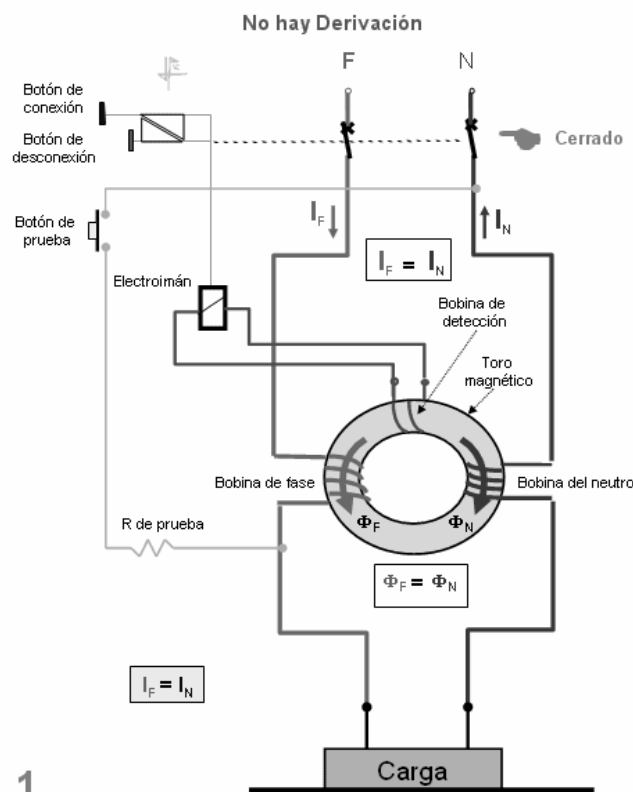 No hay Derivación
F
N
Botón de
conexión
Botón de
desconexión
Cerrado
Botón de
prueba
I_F
I_N
I_F = I_N
Electroimán
Bobina de
detección
Toro
magnético
Bobina de fase
Bobina del neutro
Φ_F
Φ_N
R de prueba
Φ_F = Φ_N
I_F = I_N
Carga
1